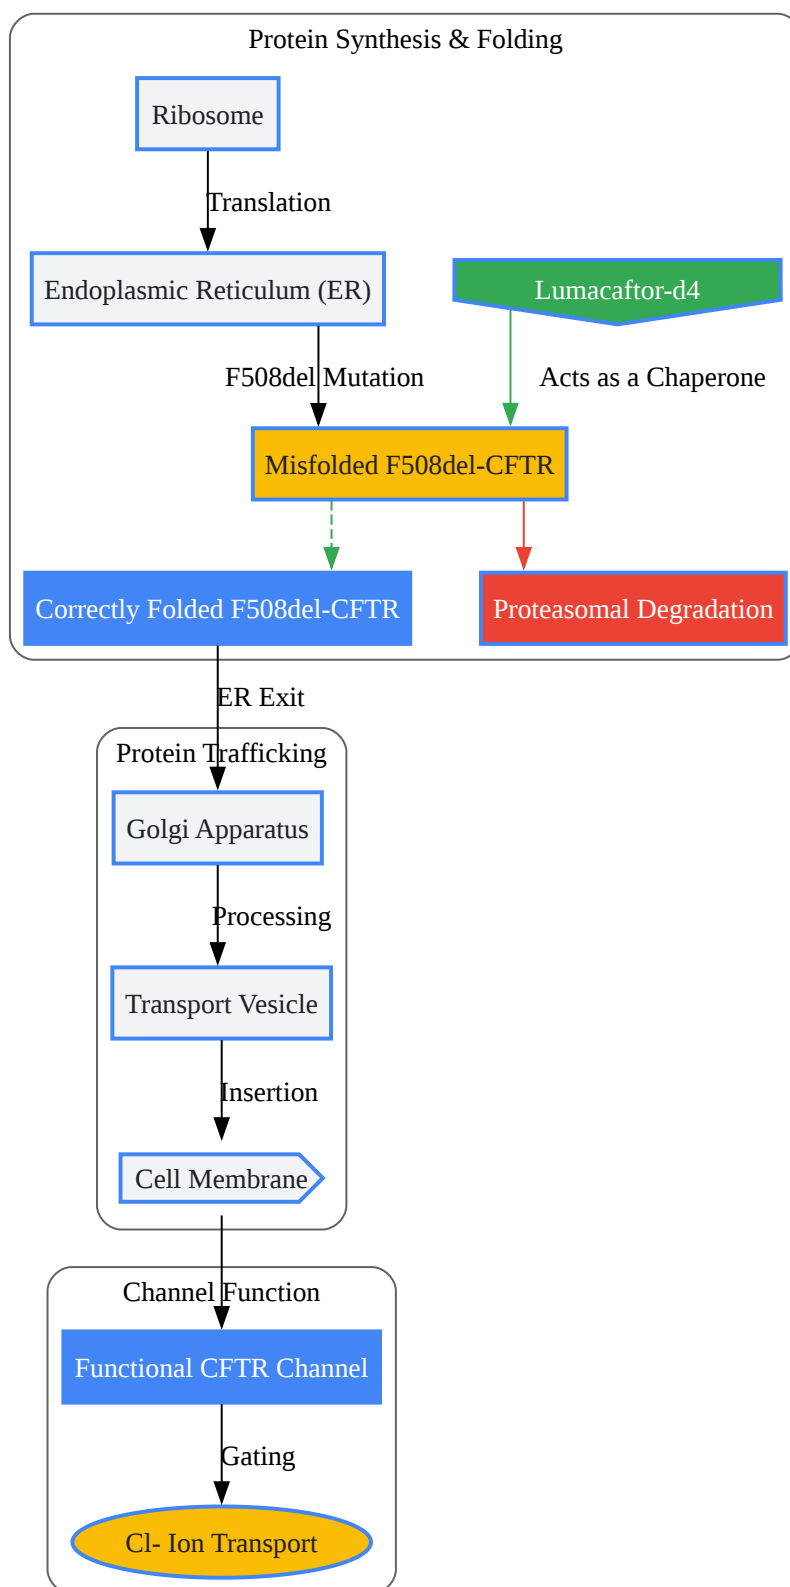 Protein Synthesis & Folding
Ribosome
Translation
Endoplasmic Reticulum (ER)
Lumacaftor-d4
F508del Mutation
Acts as a Chaperone
Misfolded F508del-CFTR
Correctly Folded F508del-CFTR
Proteasomal Degradation
ER Exit
Protein Trafficking
Golgi Apparatus
Processing
Transport Vesicle
Insertion
Cell Membrane
Channel Function
Functional CFTR Channel
Gating
Cl- Ion Transport